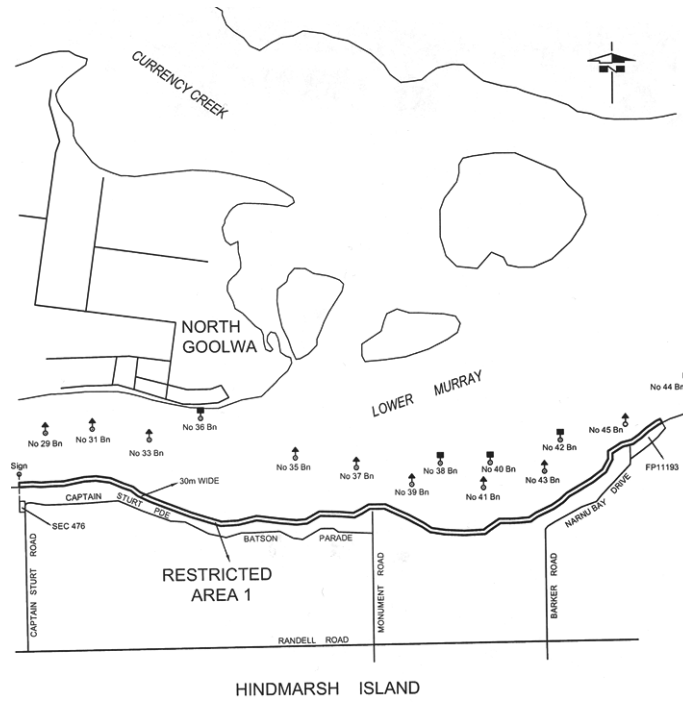 CURRENCY CREEK
N
NORTH
GOOLWA
LOWER MURRAY
No 44 Bn
No 36 Bn
No 45 Bn
No 29 Bn
No 31 Bn
No 33 Bn
No 42 Bn
No 35 Bn
No 37 Bn
No 38 Bn
No 40 Bn
No 43 Bn
No 39 Bn
No 41 Bn
FP11193
Sign
30m WIDE
CAPTAIN STURT PDE
SEC 476
NARNU BAY DRIVE
BATSON PARADE
RESTRICTED
AREA 1
CAPTAIN STURT ROAD
MONUMENT ROAD
BARKER ROAD
RANDELL ROAD
HINDMARSH ISLAND